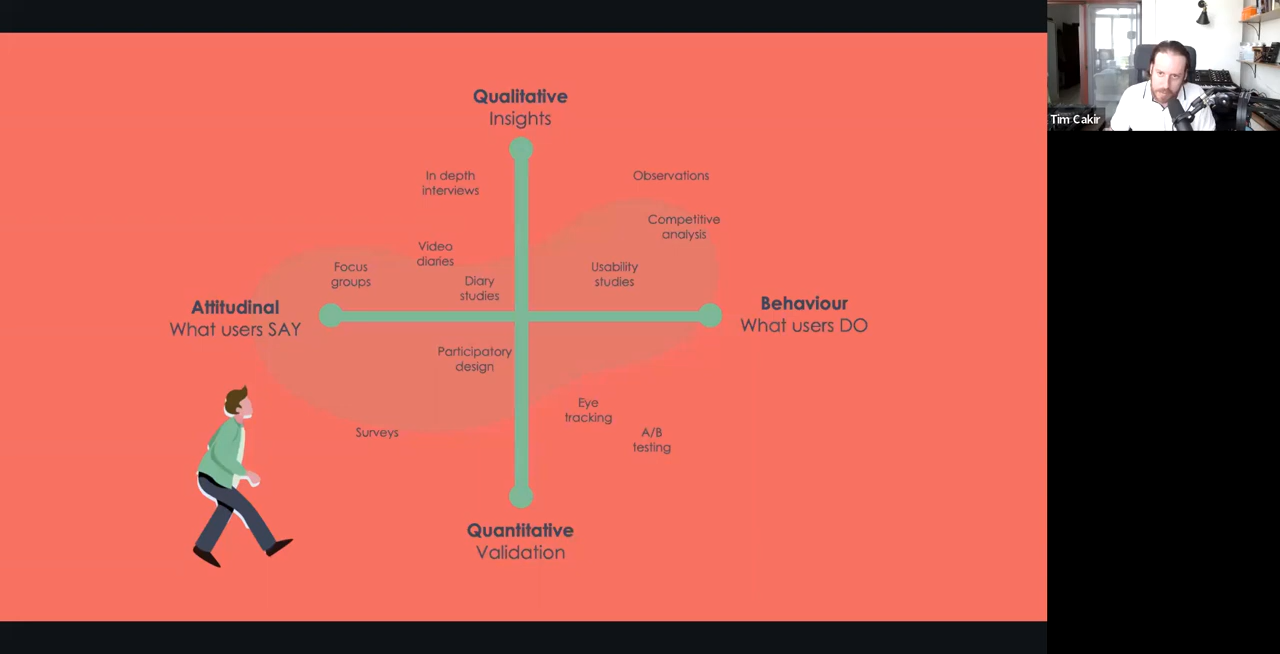 Qualitative
Insights
In depth
interviews
Observations
Competitive
analysis
Video
diaries
Focus
groups
Diary
studies
Usability
studies
Attitudinal
What users SAY
Behaviour
What users DO
Participatory
design
Eye
tracking
Surveys
A/B
testing
Quantitative
Validation
Tim Cakir